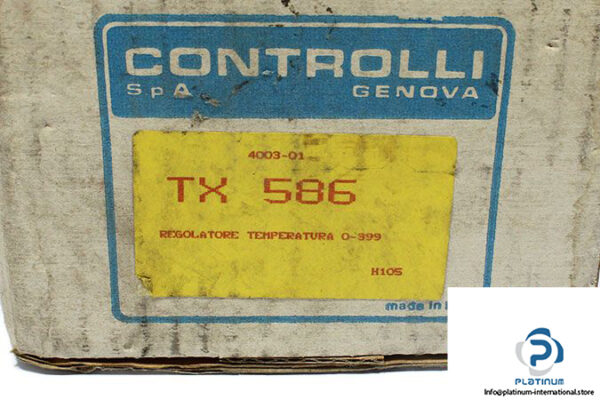 CONTROLLI
SpA GENOVA
4003-01
TX 586
REGOLATORE TEMPERATURA 0-399
H105
made in
PLATINUM
Info@platinum-international.store